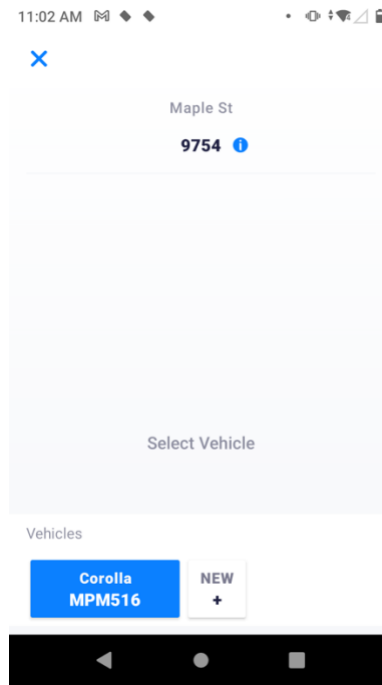 11:02 AM
Maple St
9754
Select Vehicle
Vehicles
Corolla
MPM516
NEW
+